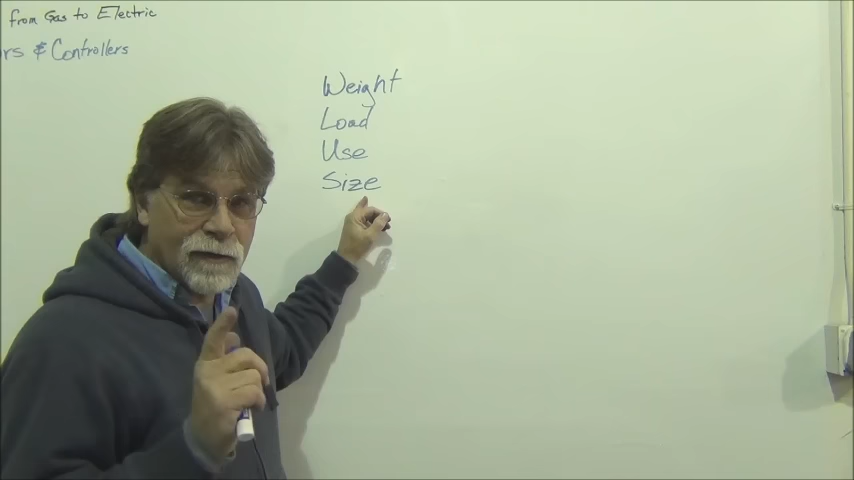 from Gas to Electric
rs & Controllers
Weight
Load
Use
Size